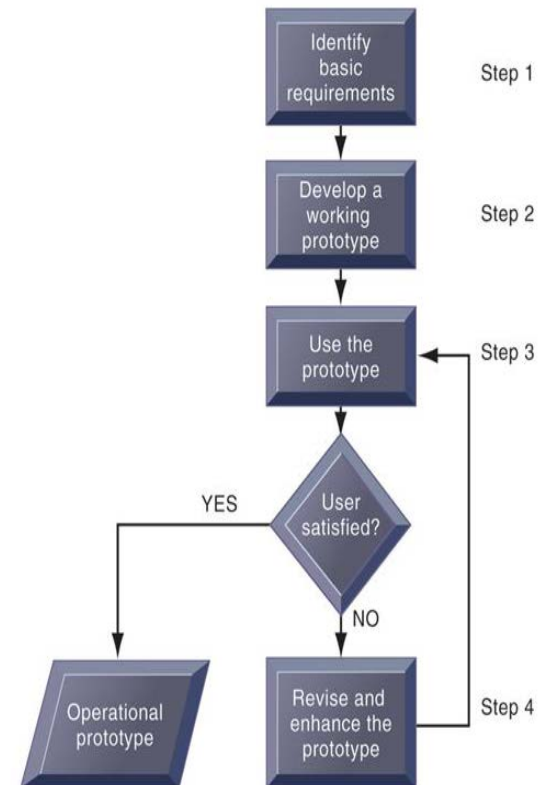 Identify
basic
requirements
Step 1
Develop a
working
prototype
Step 2
Use the
prototype
Step 3
User
satisfied?
YES
NO
Operational
prototype
Revise and
enhance the
prototype
Step 4